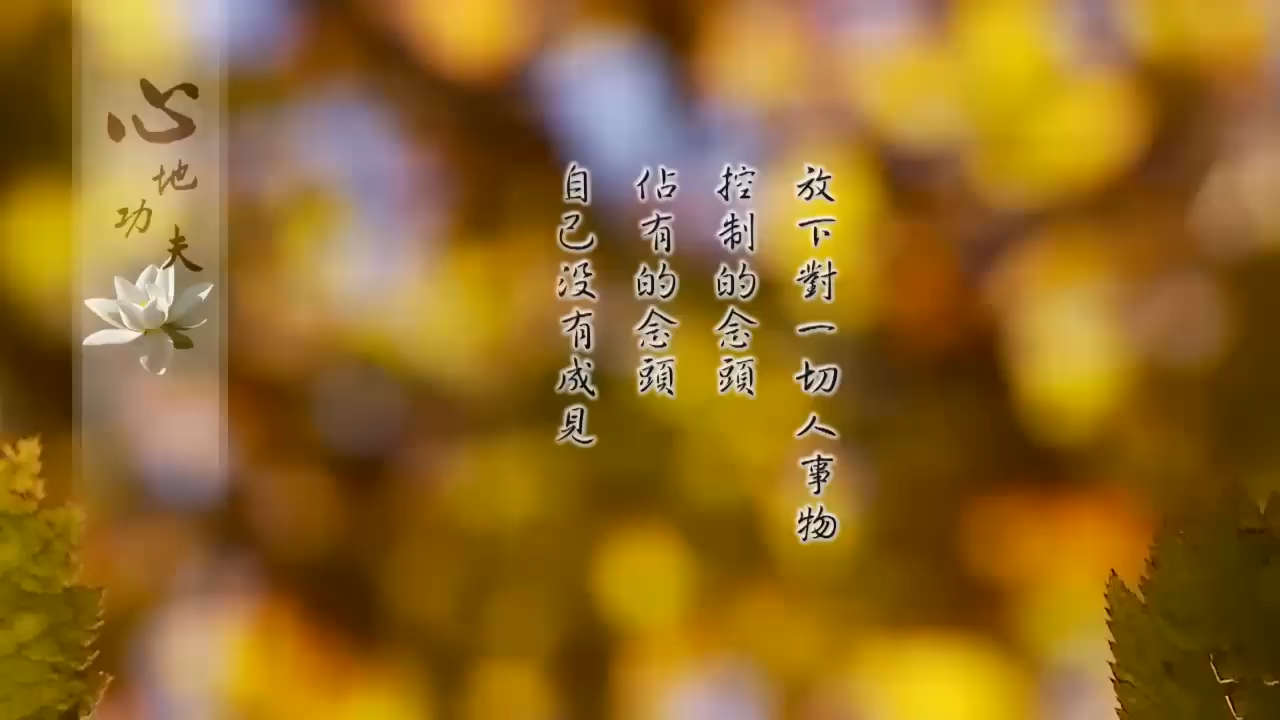 心地功夫
放下對一切人事物
控制的念頭
佔有的念頭
自己没有成見